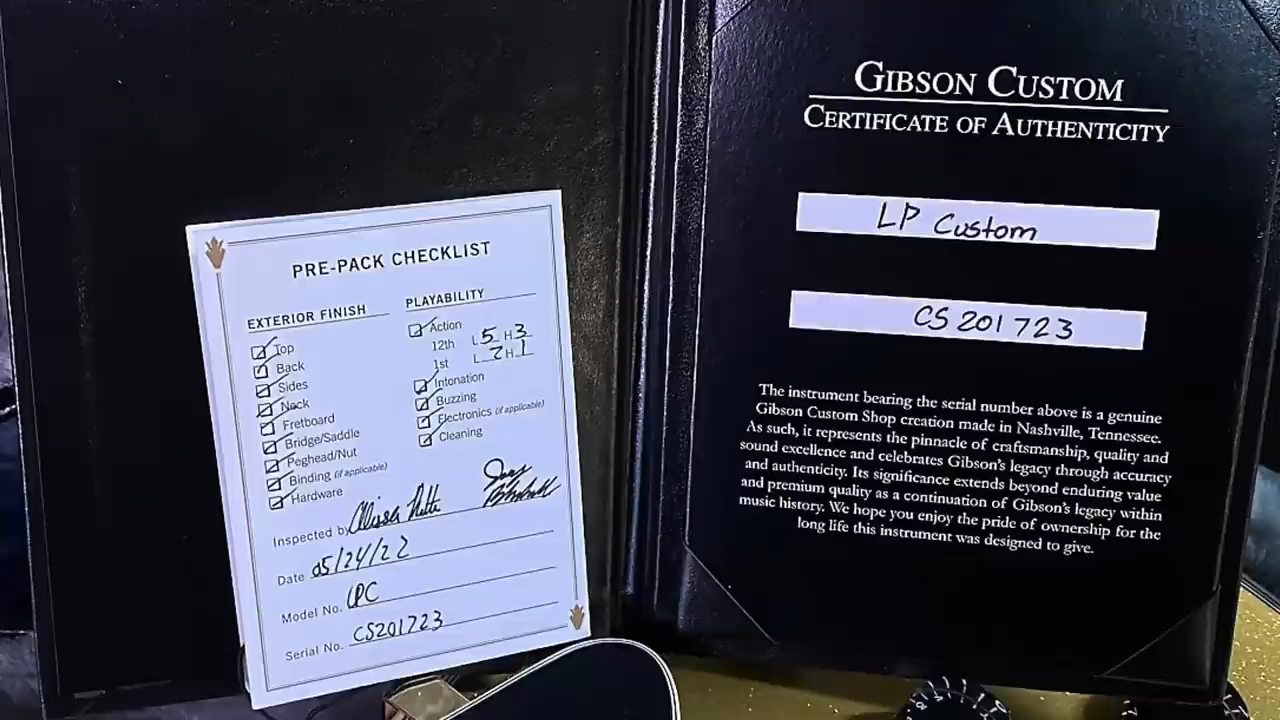 PRE-PACK CHECKLIST
EXTERIOR FINISH
Top
Back
Sides
Neck
Fretboard
Bridge/Saddle
Peghead/Nut
Binding (if applicable)
Hardware
PLAYABILITY
Action
12th L 5 H 3
1st L 2 H 1
Intonation
Buzzing
Electronics (if applicable)
Cleaning
Inspected by
Date 05/24/22
Model No. LPC
Serial No. CS201723
GIBSON CUSTOM
CERTIFICATE OF AUTHENTICITY
LP Custom
CS 201723
The instrument bearing the serial number above is a genuine
Gibson Custom Shop creation made in Nashville, Tennessee.
As such, it represents the pinnacle of craftsmanship, quality and
sound excellence and celebrates Gibson's legacy through accuracy
and authenticity. Its significance extends beyond enduring value
and premium quality as a continuation of Gibson's legacy within
music history. We hope you enjoy the pride of ownership for the
long life this instrument was designed to give.